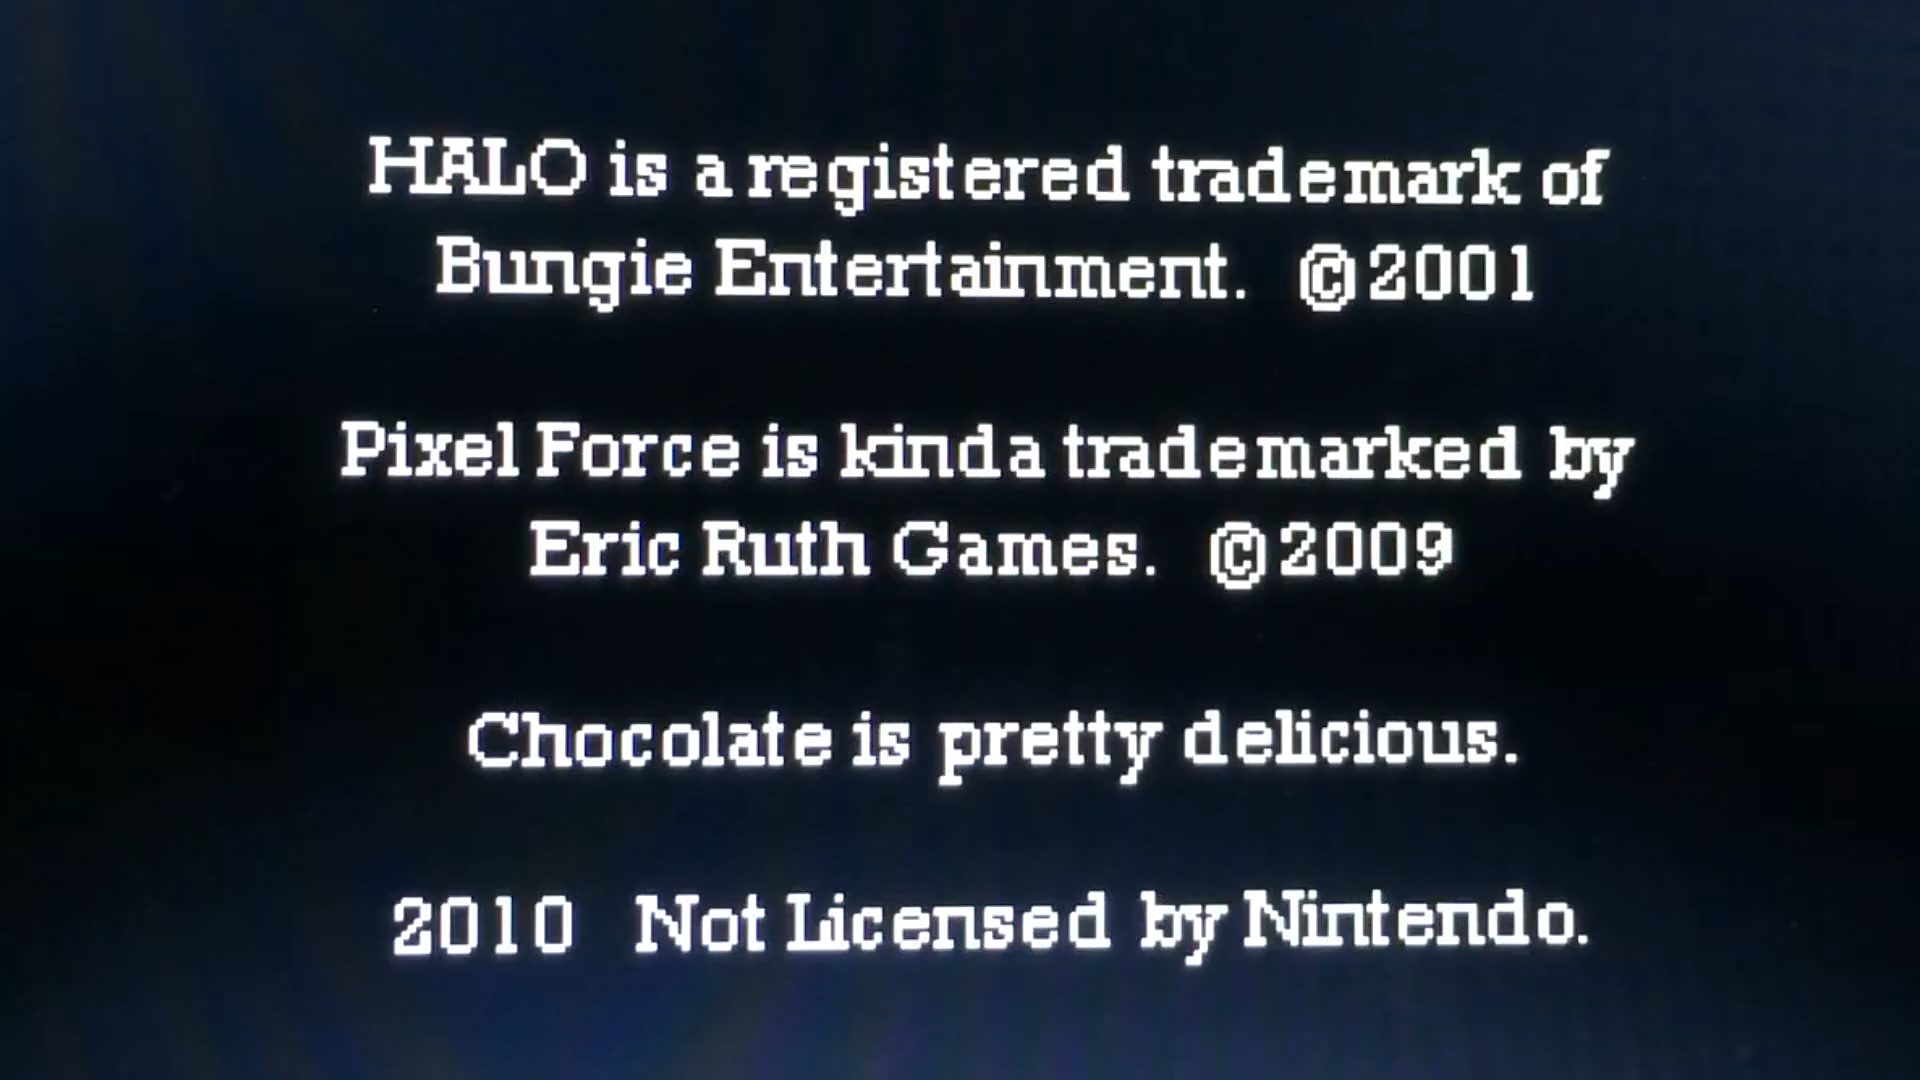 HALO is a registered trademark of
Bungie Entertainment. ©2001
Pixel Force is kinda trademarked by
Eric Ruth Games. ©2009
Chocolate is pretty delicious.
2010 Not Licensed by Nintendo.